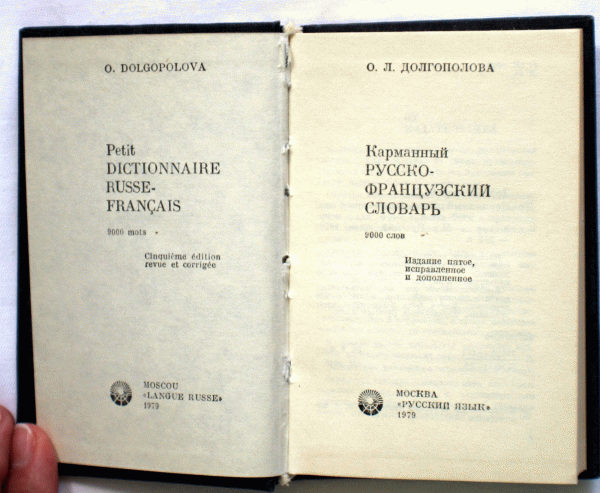 O. DOLGOPOLOVA
Petit
DICTIONNAIRE
RUSSE-
FRANÇAIS
9000 mots
Cinquième édition
revue et corrigée
MOSCOU
«LANGUE RUSSE»
1979
О. Л. ДОЛГОПОЛОВА
Карманный
РУССКО-
ФРАНЦУЗСКИЙ
СЛОВАРЬ
9000 слов
Издание пятое,
исправленное
и дополненное
МОСКВА
«РУССКИЙ ЯЗЫК»
1979